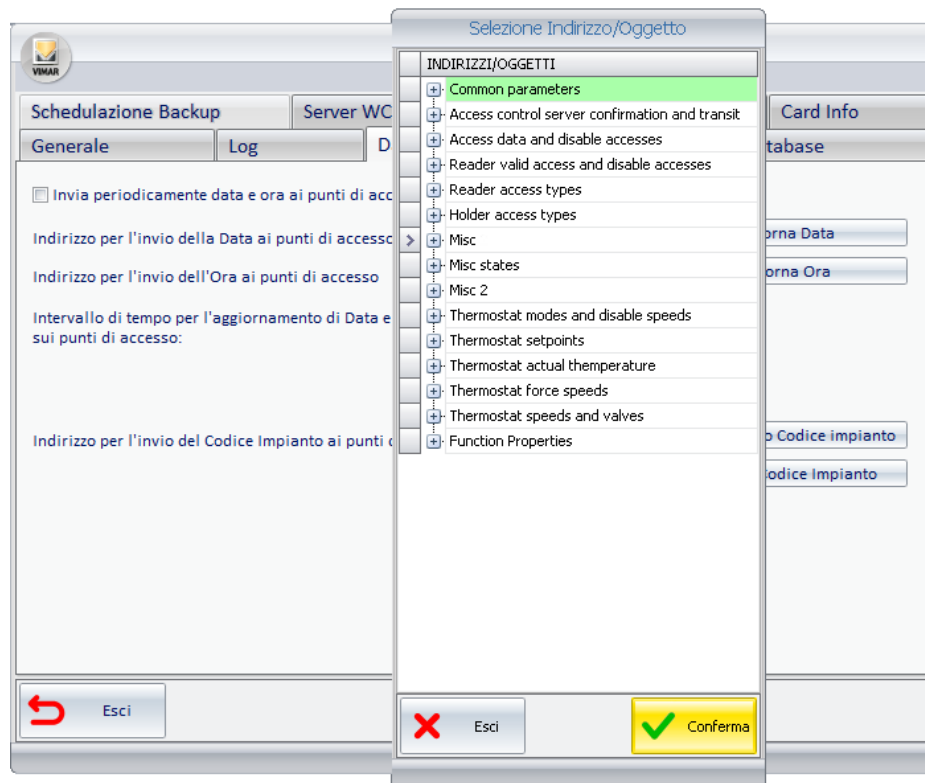 Selezione Indirizzo/Oggetto
VIMAR
INDIRIZZI/OGGETTI
Schedulazione Backup
Server WC
Card Info
Generale
Log
D
tabase
Invia periodicamente data e ora ai punti di acc
Indirizzo per l'invio della Data ai punti di accesso
orna Data
Indirizzo per l'invio dell'Ora ai punti di accesso
orna Ora
Intervallo di tempo per l'aggiornamento di Data e
sui punti di accesso:
Indirizzo per l'invio del Codice Impianto ai punti
o Codice impianto
Codice Impianto
Common parameters
Access control server confirmation and transit
Access data and disable accesses
Reader valid access and disable accesses
Reader access types
Holder access types
Misc
Misc states
Misc 2
Thermostat modes and disable speeds
Thermostat setpoints
Thermostat actual themperature
Thermostat force speeds
Thermostat speeds and valves
Function Properties
Esci
Esci
Conferma